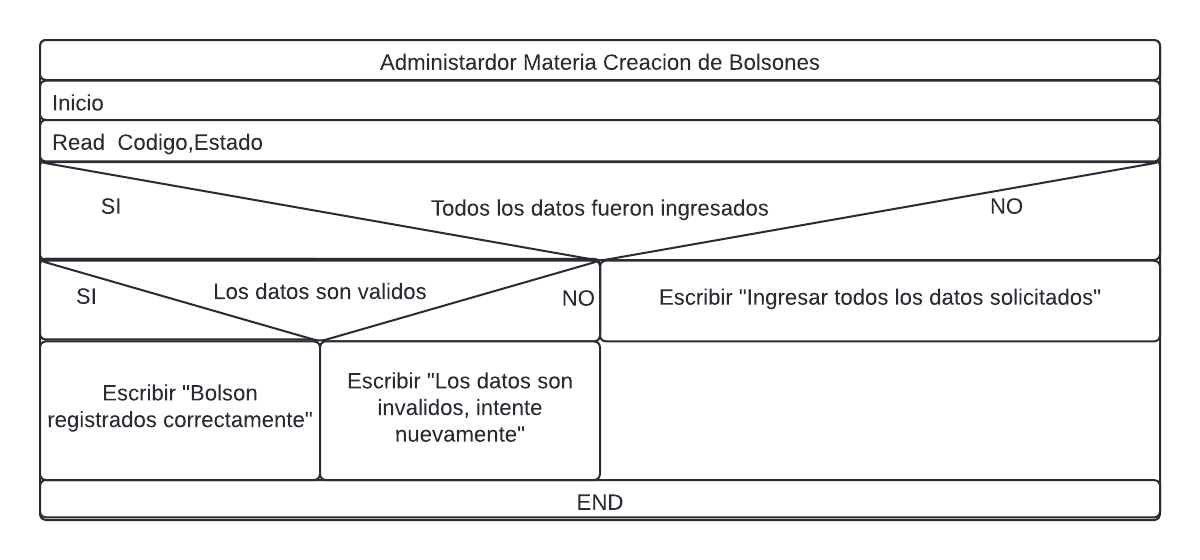 Administardor Materia Creacion de Bolsones
Inicio
Read  Codigo,Estado
SI
Todos los datos fueron ingresados
NO
SI
Los datos son validos
NO
Escribir "Ingresar todos los datos solicitados"
Escribir "Bolson
registrados correctamente"
Escribir "Los datos son
invalidos, intente
nuevamente"
END